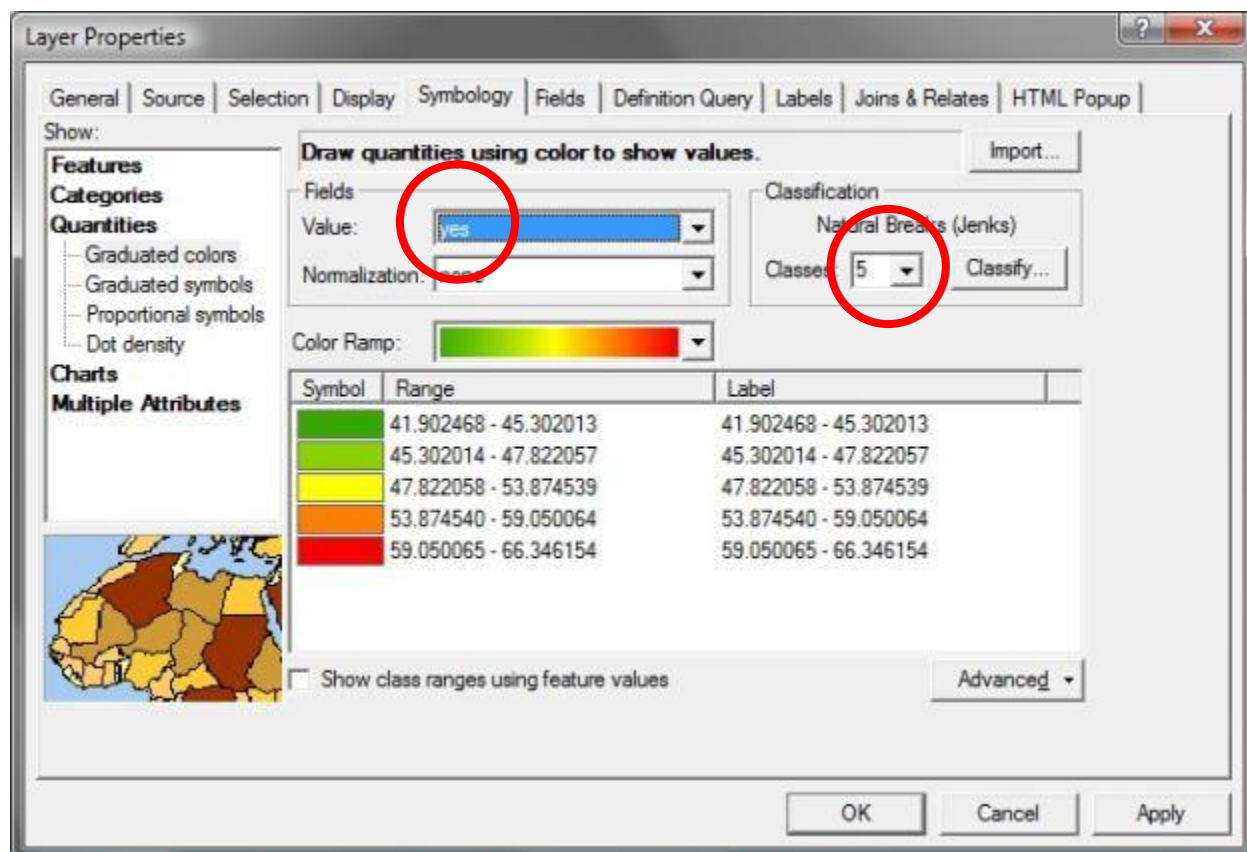 Layer Properties
General Source Selection Display Symbology Fields Definition Query Labels Joins & Relates HTML Popup
Show:
Features
Categories
Quantities
Graduated colors
Graduated symbols
Proportional symbols
Dot density
Charts
Multiple Attributes
Draw quantities using color to show values.
Import...
Fields
Value: yes
Normalization: none
Classification
Natural Breaks (Jenks)
Classes: 5 Classify...
Color Ramp:
Symbol Range Label
41.902468 - 45.302013 41.902468 - 45.302013
45.302014 - 47.822057 45.302014 - 47.822057
47.822058 - 53.874539 47.822058 - 53.874539
53.874540 - 59.050064 53.874540 - 59.050064
59.050065 - 66.346154 59.050065 - 66.346154
Show class ranges using feature values
Advanced
OK Cancel Apply